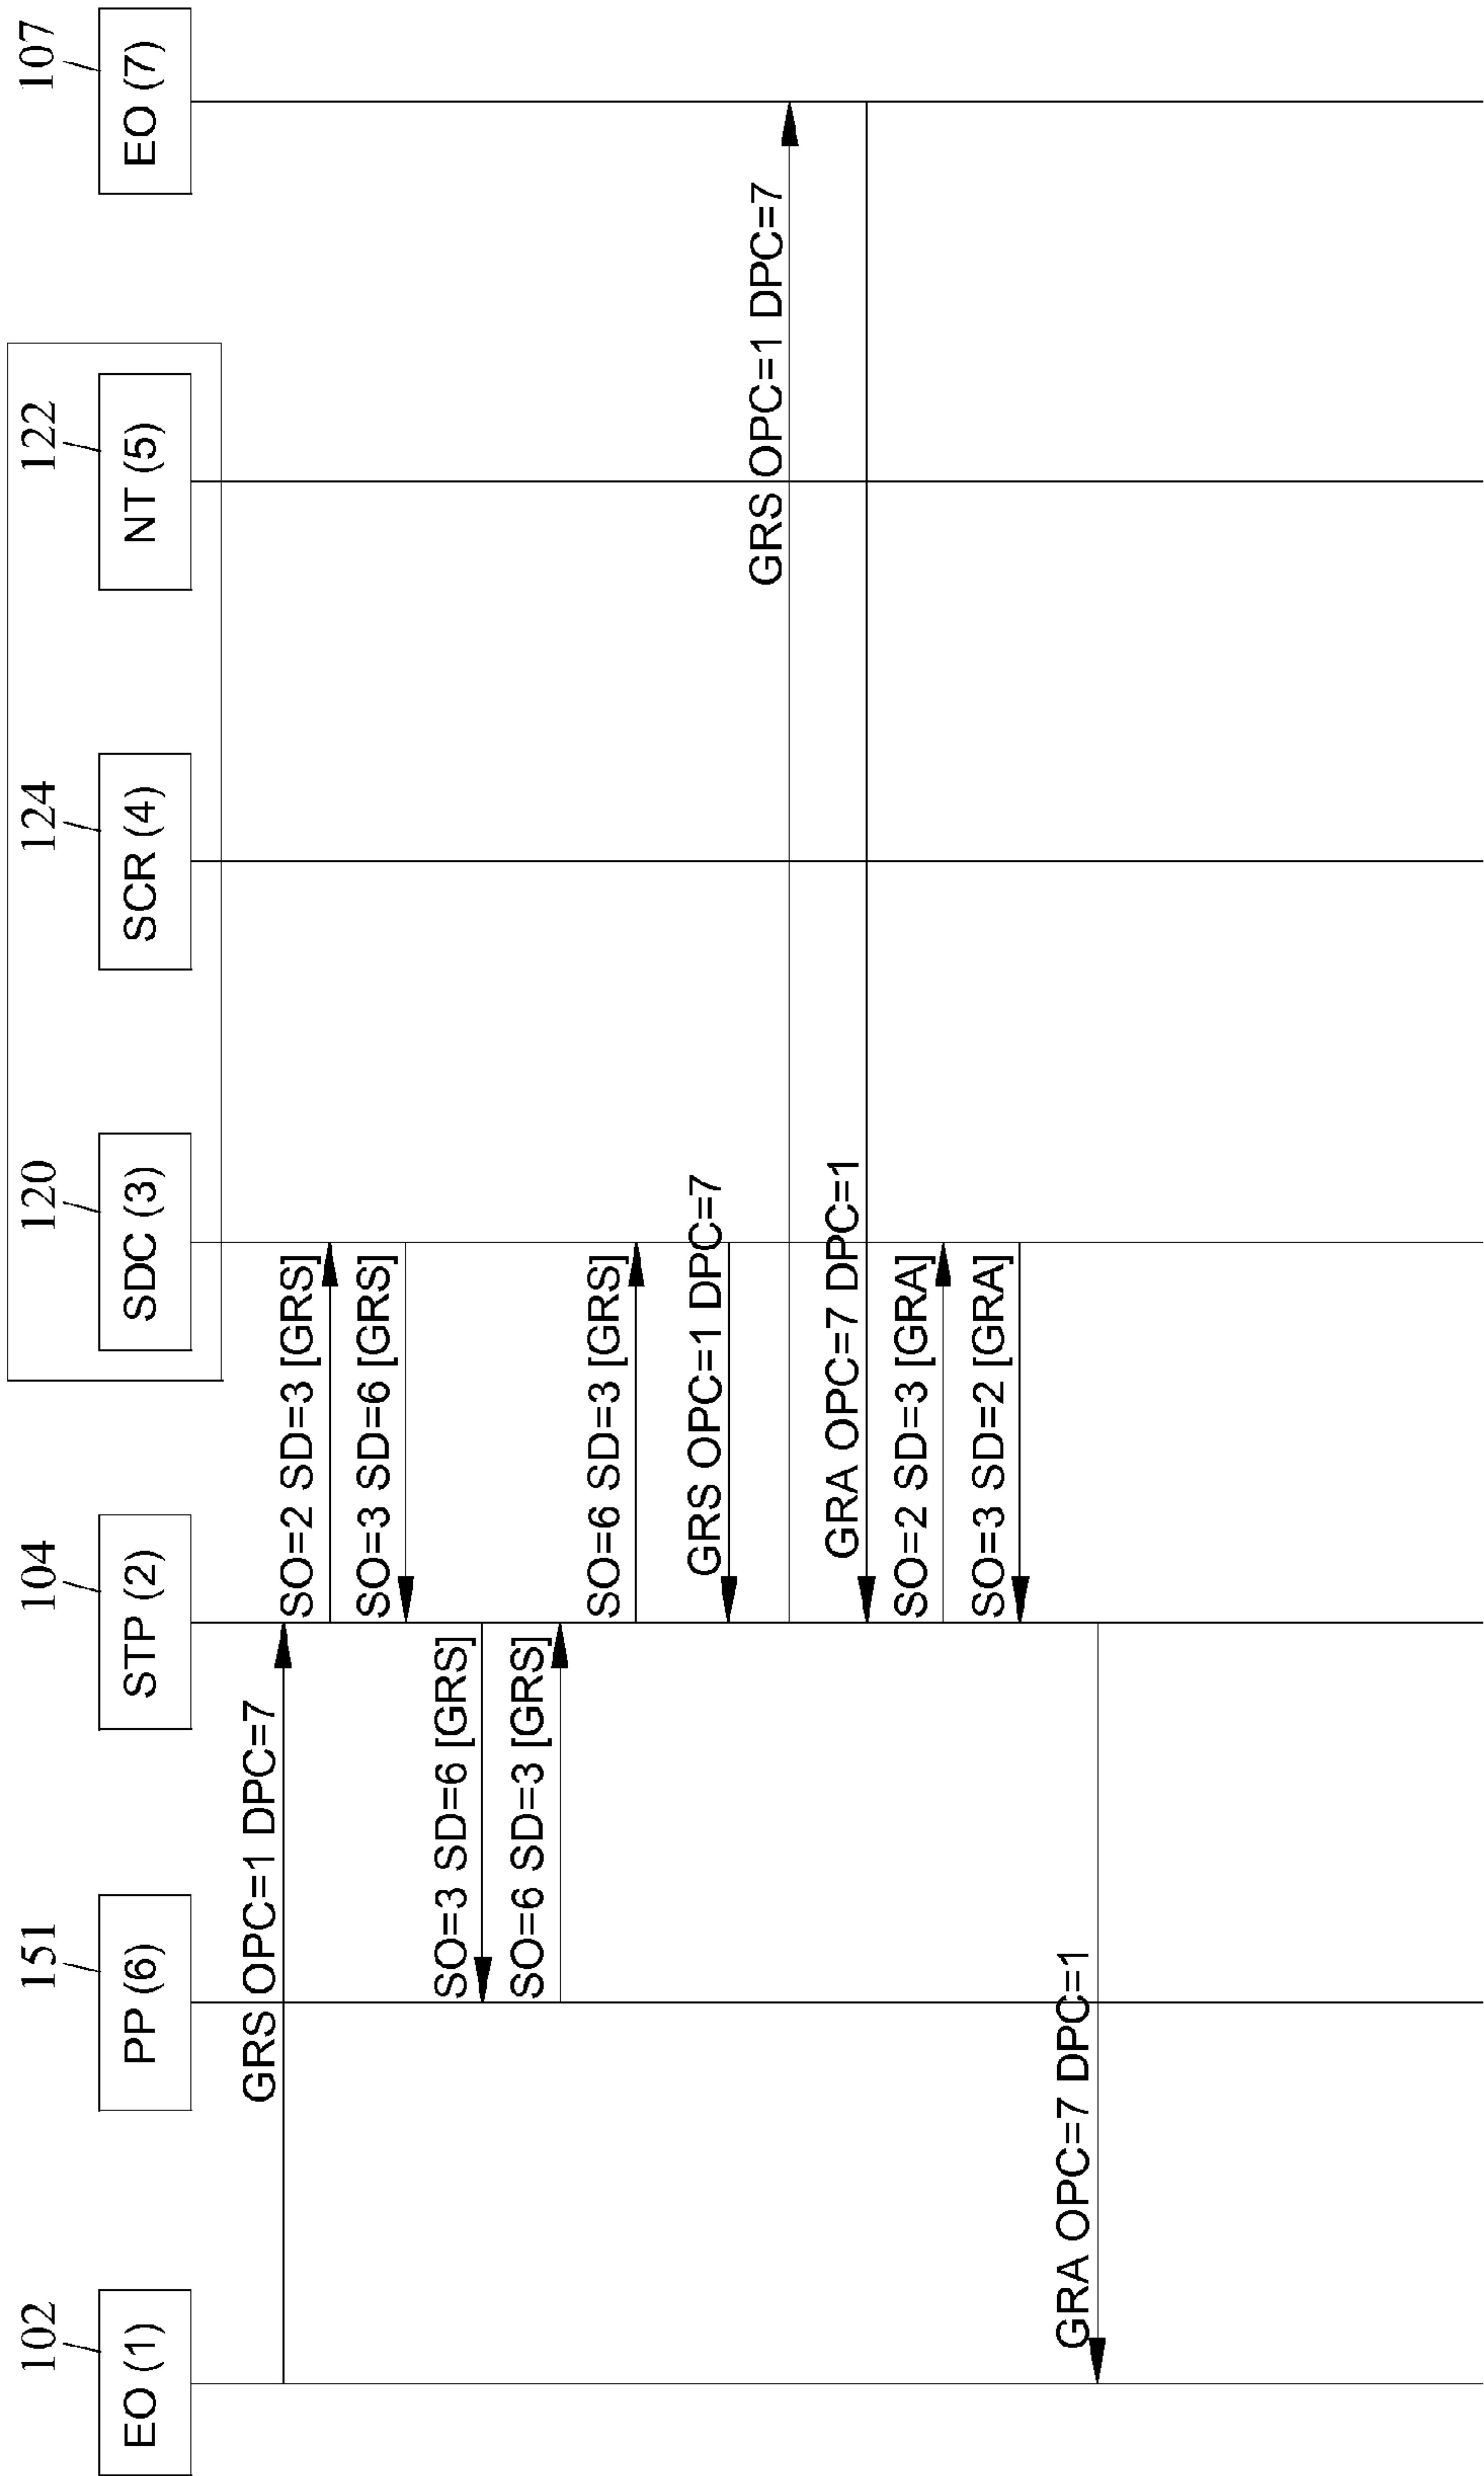 102
151
104
120
124
122
107
EO (1)
PP (6)
STP (2)
SDC (3)
SCR (4)
NT (5)
EO (7)
GRS OPC=1 DPC=7
SO=2 SD=3 [GRS]
SO=3 SD=6 [GRS]
SO=3 SD=6 [GRS]
SO=6 SD=3 [GRS]
SO=6 SD=3 [GRS]
GRS OPC=1 DPC=7
GRS OPC=1 DPC=7
GRA OPC=7 DPC=1
SO=2 SD=3 [GRA]
SO=3 SD=2 [GRA]
GRA OPC=7 DPC=1